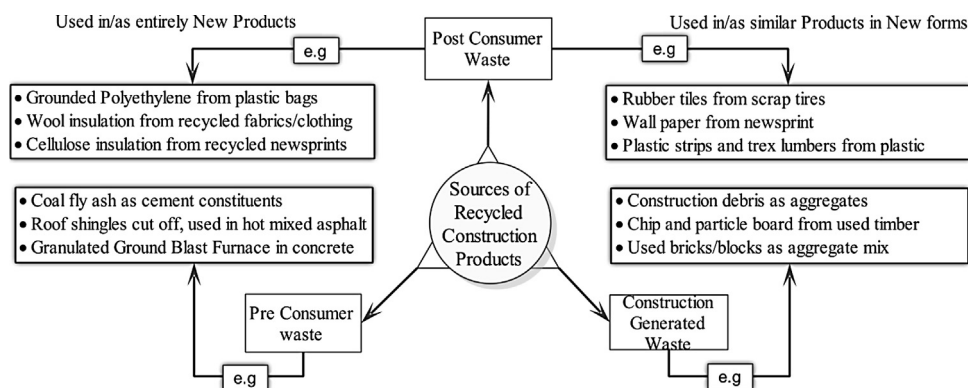 Used in/as entirely New Products
Used in/as similar Products in New forms
Post Consumer
Waste
e.g
e.g
• Grounded Polyethylene from plastic bags
• Wool insulation from recycled fabrics/clothing
• Cellulose insulation from recycled newsprints
• Rubber tiles from scrap tires
• Wall paper from newsprint
• Plastic strips and trex lumbers from plastic
Sources of
Recycled
Construction
Products
• Coal fly ash as cement constituents
• Roof shingles cut off, used in hot mixed asphalt
• Granulated Ground Blast Furnace in concrete
• Construction debris as aggregates
• Chip and particle board from used timber
• Used bricks/blocks as aggregate mix
Pre Consumer
waste
Construction
Generated
Waste
e.g
e.g